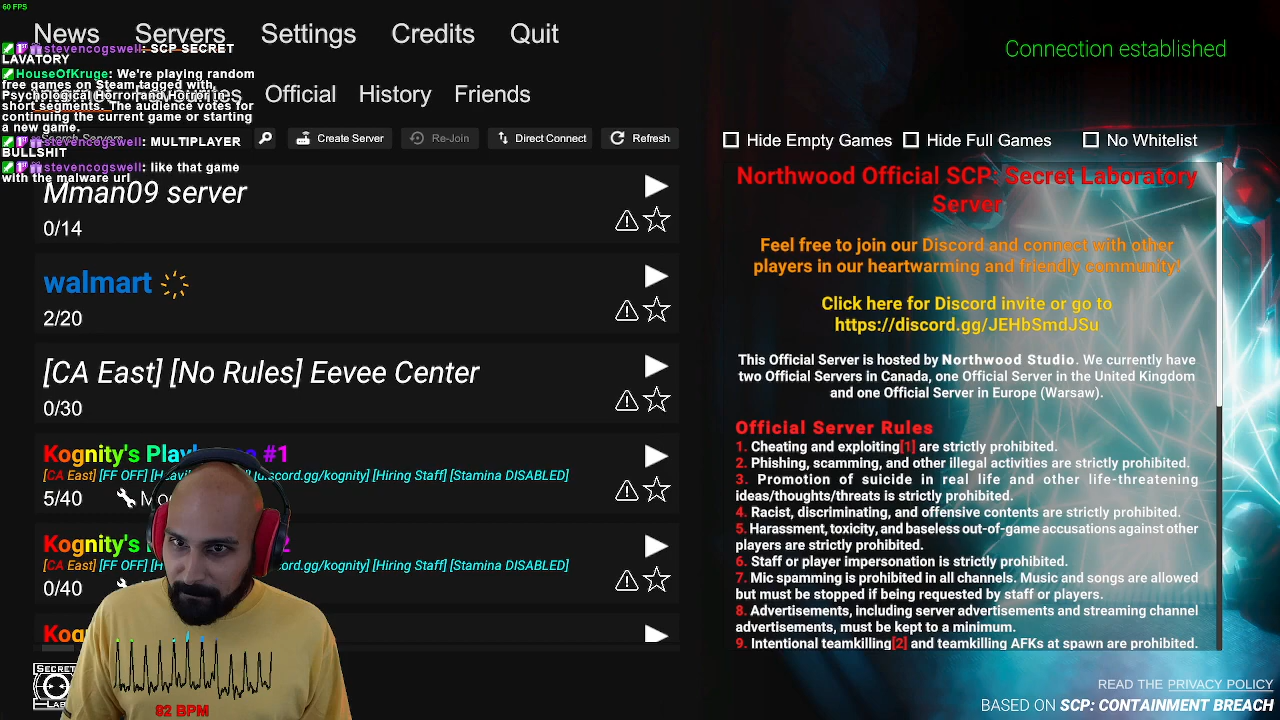 60 FPS
News Servers Settings Credits Quit
stevencogswell: SCP SECRET
LAVATORY
HouseOfKruge: We're playing random
free games on Steam tagged with
Psychological Horror and Horror in
short segments. The audience votes for
continuing the current game or starting
a new game.
stevencogswell: MULTIPLAYER
BULLSHIT
stevencogswell: like that game
with the malware url
Official History Friends
Create Server
Re-Join
Direct Connect
Refresh
Connection established
Hide Empty Games
Hide Full Games
No Whitelist
Mman09 server
0/14
walmart
2/20
[CA East] [No Rules] Eevee Center
0/30
Kognity's #1
[CA East] [FF OFF] discord.gg/kognity] [Hiring Staff] [Stamina DISABLED]
5/40
Kognity's 2
[CA East] [FF OFF] cord.gg/kognity] [Hiring Staff] [Stamina DISABLED]
0/40
Northwood Official SCP: Secret Laboratory
Server
Feel free to join our Discord and connect with other
players in our heartwarming and friendly community!
Click here for Discord invite or go to
https://discord.gg/JEHbSmdJSu
This Official Server is hosted by Northwood Studio. We currently have
two Official Servers in Canada, one Official Server in the United Kingdom
and one Official Server in Europe (Warsaw).
Official Server Rules
1. Cheating and exploiting[1] are strictly prohibited.
2. Phishing, scamming, and other illegal activities are strictly prohibited.
3. Promotion of suicide in real life and other life-threatening
ideas/thoughts/threats is strictly prohibited.
4. Racist, discriminating, and offensive contents are strictly prohibited.
5. Harassment, toxicity, and baseless out-of-game accusations against other
players are strictly prohibited.
6. Staff or player impersonation is strictly prohibited.
7. Mic spamming is prohibited in all channels. Music and songs are allowed
but must be stopped if being requested by staff or players.
8. Advertisements, including server advertisements and streaming channel
advertisements, must be kept to a minimum.
9. Intentional teamkilling[2] and teamkilling AFKs at spawn are prohibited.
82 BPM
READ THE PRIVACY POLICY
BASED ON SCP: CONTAINMENT BREACH